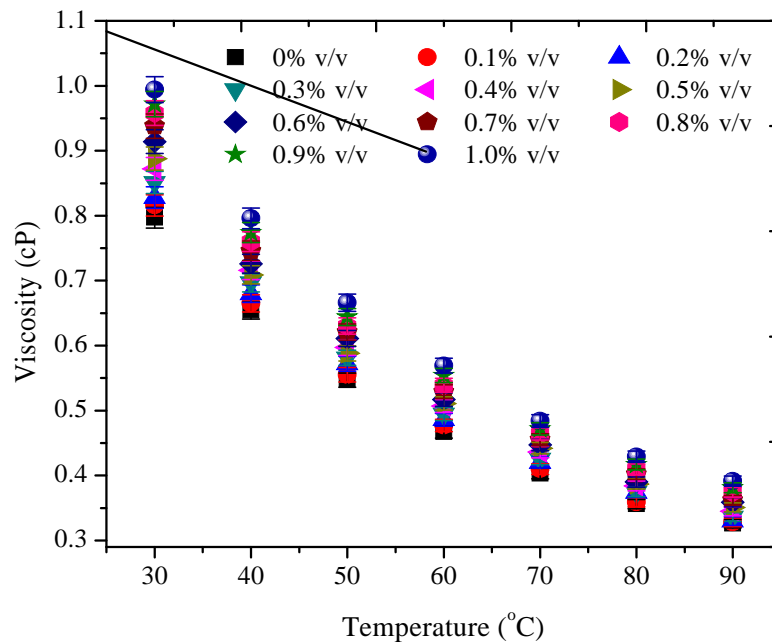 1.1
1.0
0.9
0.8
0.7
0.6
0.5
0.4
0.3
Viscosity (cP)
0% v/v 0.1% v/v 0.2% v/v
0.3% v/v 0.4% v/v 0.5% v/v
0.6% v/v 0.7% v/v 0.8% v/v
0.9% v/v 1.0% v/v
30 40 50 60 70 80 90
Temperature (°C)